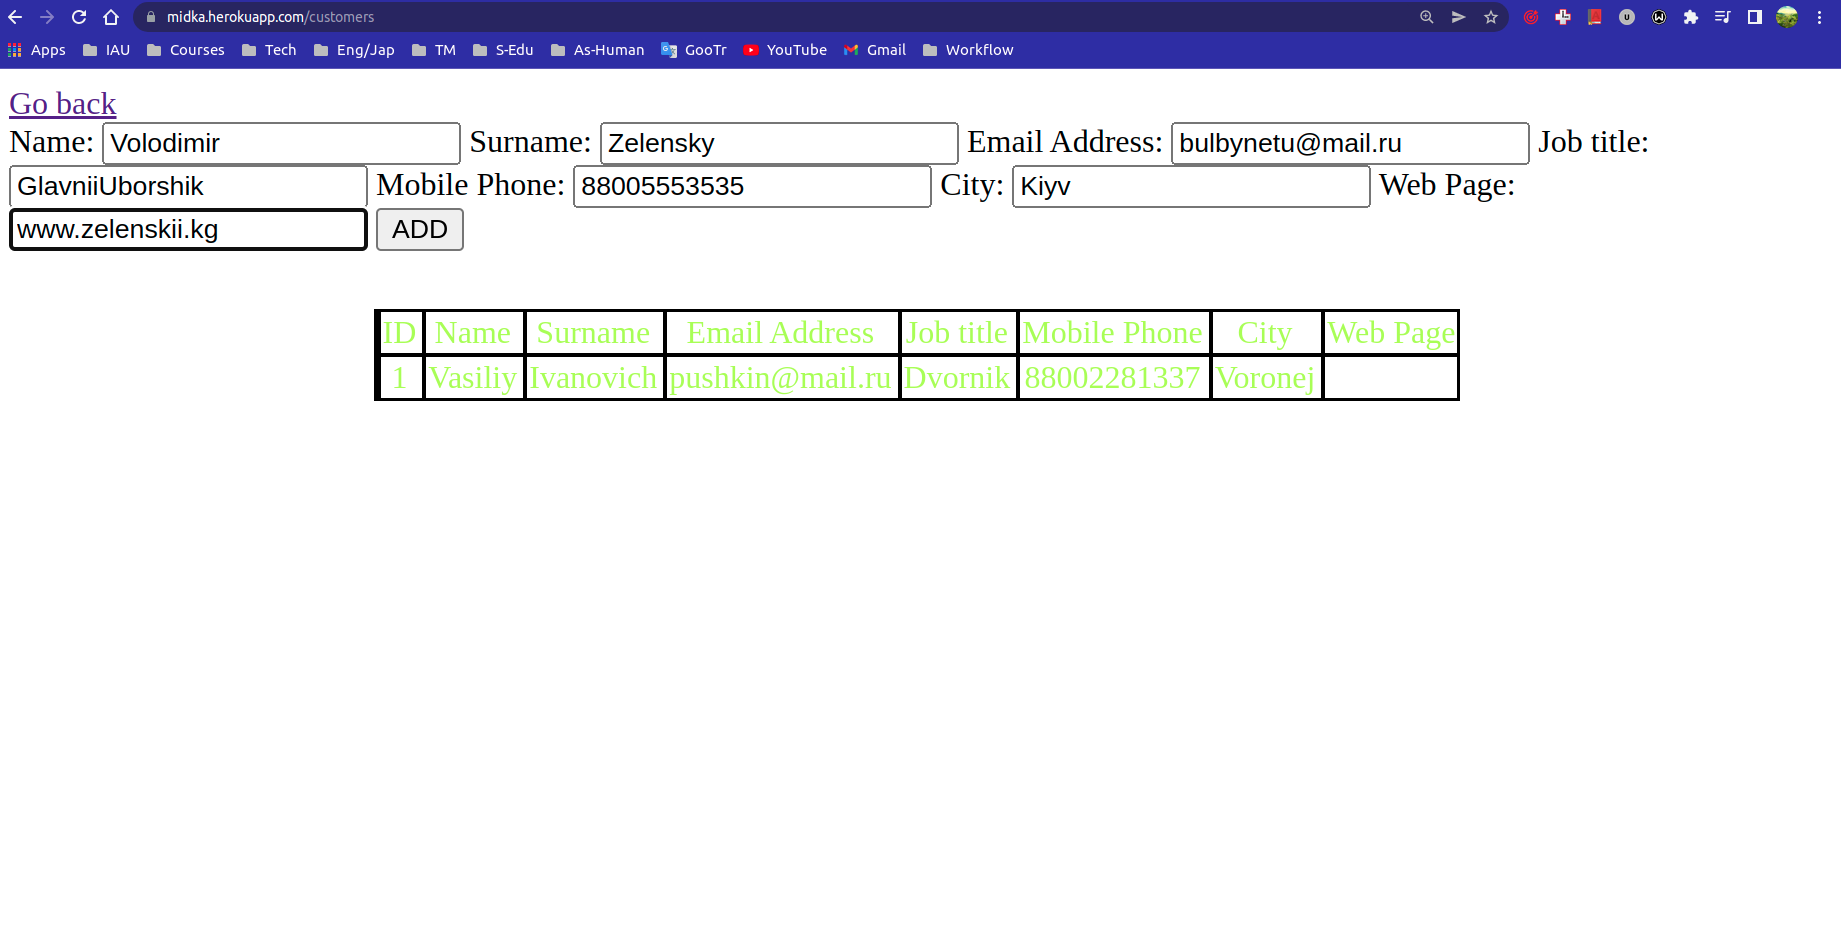 midka.herokuapp.com/customers
Apps IAU Courses Tech Eng/Jap TM S-Edu As-Human GooTr YouTube Gmail Workflow
Go back
Name: Volodimir Surname: Zelensky Email Address: bulbynetu@mail.ru Job title:
GlavniiUborshik Mobile Phone: 88005553535 City: Kiyv Web Page:
www.zelenskii.kg ADD
ID Name Surname Email Address Job title Mobile Phone City Web Page
1 Vasiliy Ivanovich pushkin@mail.ru Dvornik 88002281337 Voronej